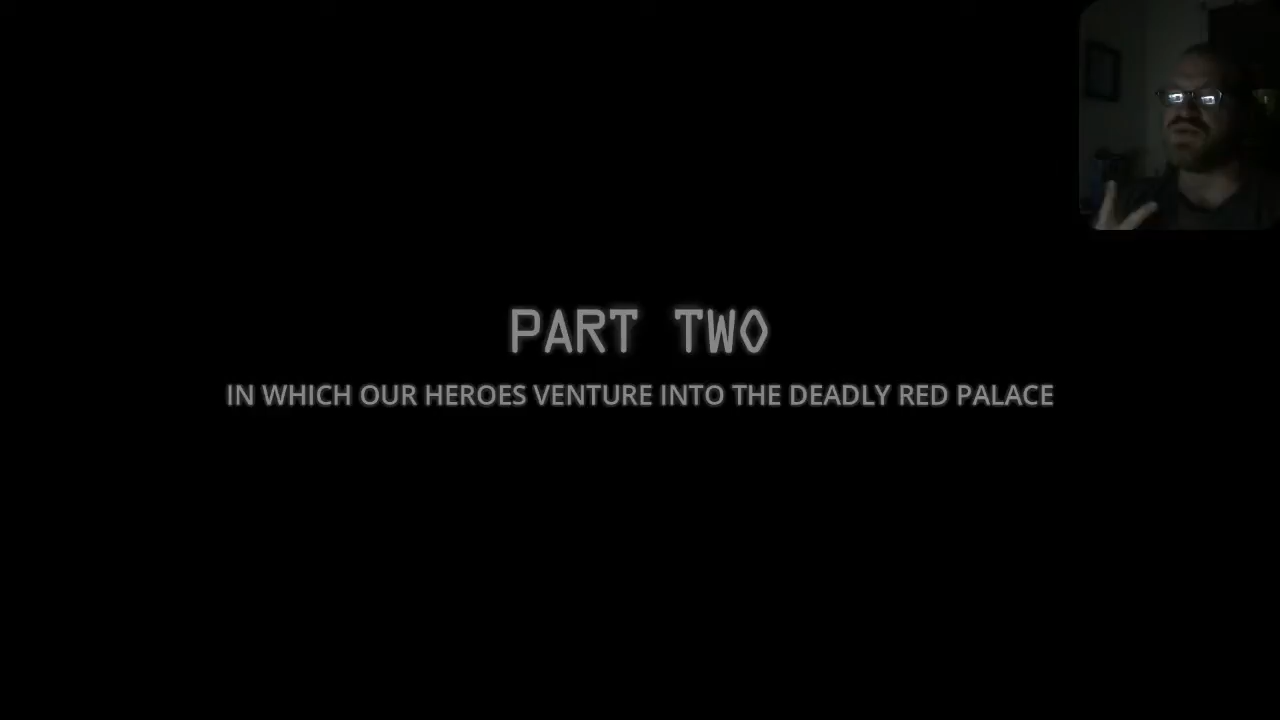 PART TWO
IN WHICH OUR HEROES VENTURE INTO THE DEADLY RED PALACE